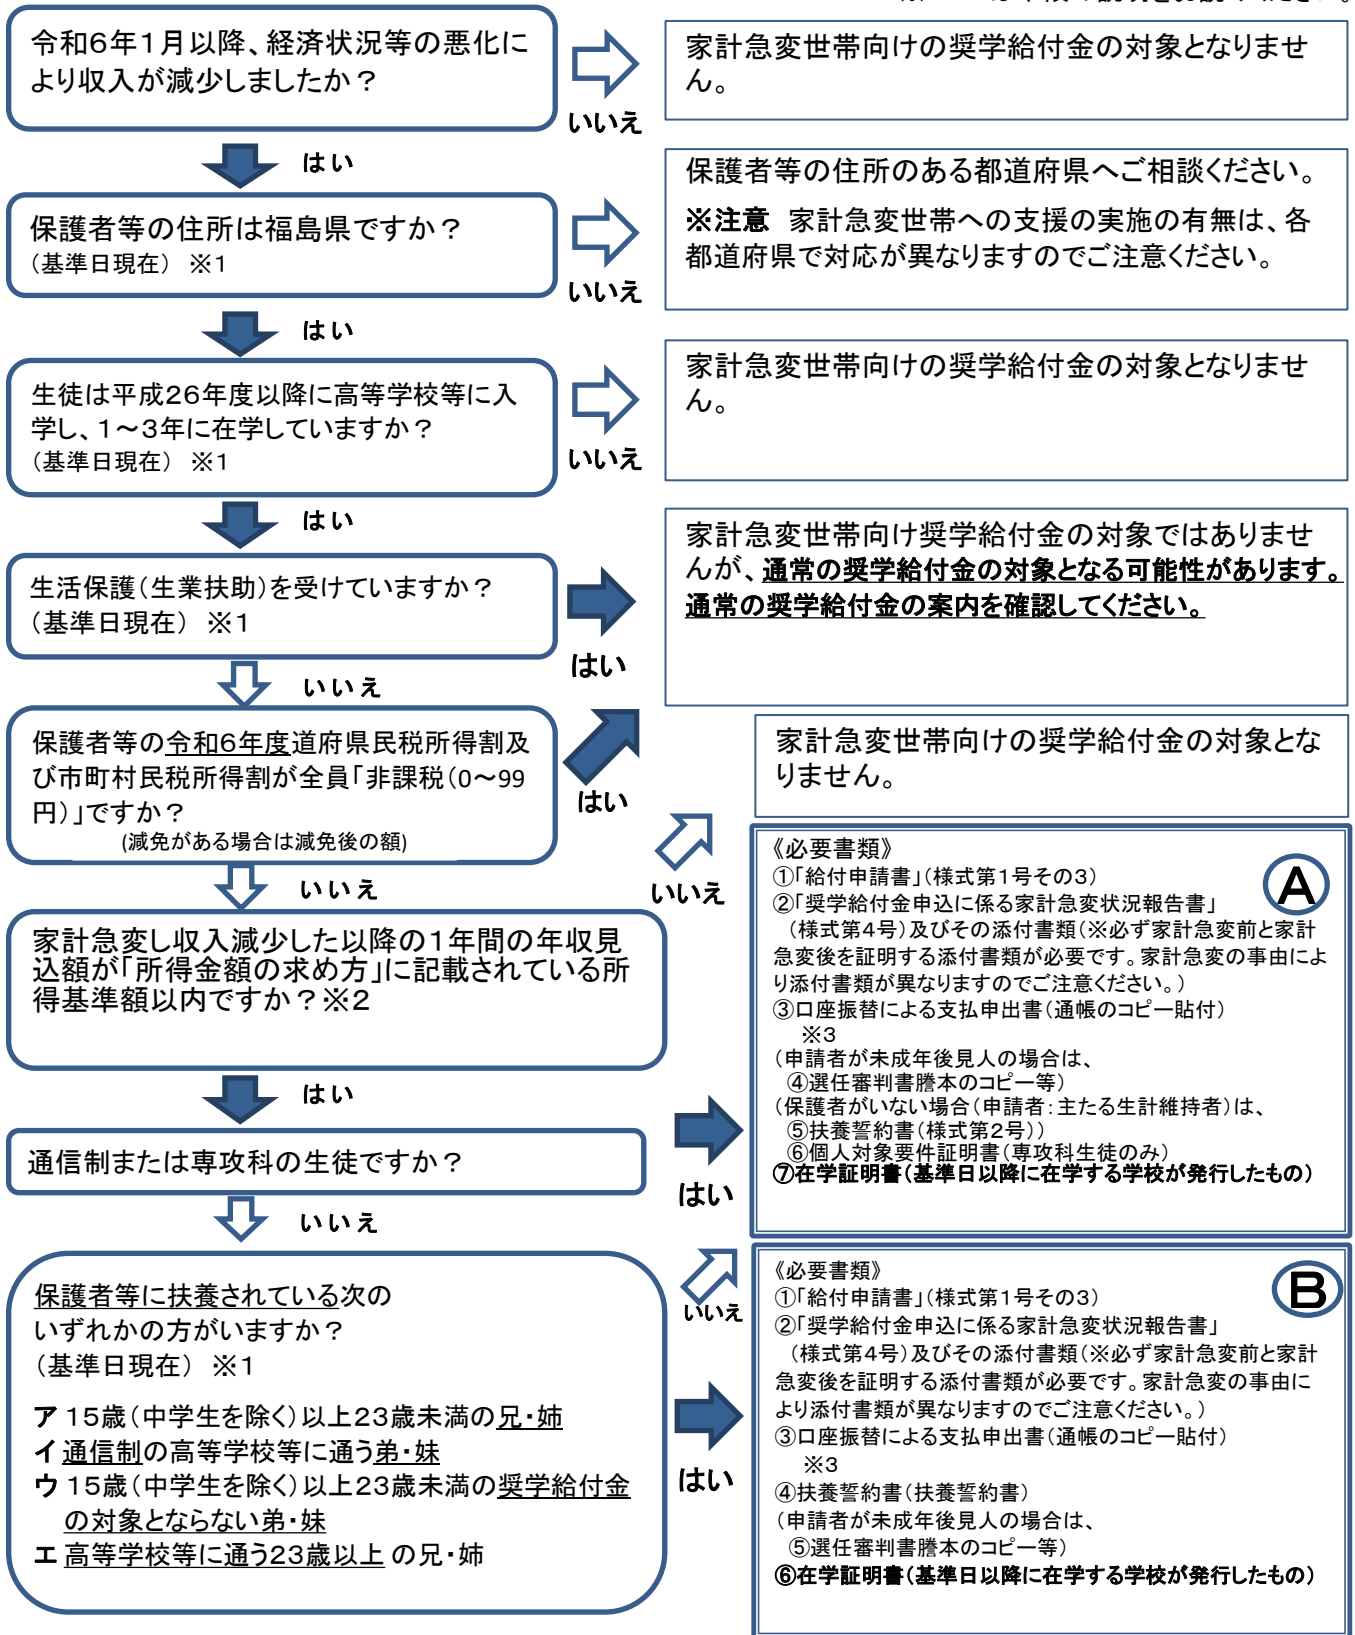 令和6年1月以降、経済状況等の悪化に
より収入が減少しましたか？
いいえ
家計急変世帯向けの奨学給付金の対象となりませ
ん。
はい
保護者等の住所は福島県ですか？
（基準日現在）　※1
いいえ
保護者等の住所のある都道府県へご相談ください。
※注意　家計急変世帯への支援の実施の有無は、各
都道府県で対応が異なりますのでご注意ください。
はい
生徒は平成26年度以降に高等学校等に入
学し、1～3年に在学していますか？
（基準日現在）　※1
いいえ
家計急変世帯向けの奨学給付金の対象となりませ
ん。
はい
生活保護（生業扶助）を受けていますか？
（基準日現在）　※1
はい
家計急変世帯向け奨学給付金の対象ではありませ
んが、通常の奨学給付金の対象となる可能性があります。
通常の奨学給付金の案内を確認してください。
いいえ
保護者等の令和6年度道府県民税所得割及
び市町村民税所得割が全員「非課税（0～99
円）」ですか？
(減免がある場合は減免後の額)
はい
いいえ
家計急変し収入減少した以降の1年間の年収見
込額が「所得金額の求め方」に記載されている所
得基準額以内ですか？※2
いいえ
家計急変世帯向けの奨学給付金の対象とな
りません。
はい
通信制または専攻科の生徒ですか？
はい
《必要書類》
A
①「給付申請書」（様式第1号その3）
②「奨学給付金申込に係る家計急変状況報告書」
（様式第4号）及びその添付書類（※必ず家計急変前と家計
急変後を証明する添付書類が必要です。家計急変の事由によ
り添付書類が異なりますのでご注意ください。）
③口座振替による支払申出書（通帳のコピー貼付）
※3
（申請者が未成年後見人の場合は、
④選任審判書謄本のコピー等）
（保護者がいない場合（申請者：主たる生計維持者）は、
⑤扶養誓約書（様式第2号））
⑥個人対象要件証明書（専攻科生徒のみ）
⑦在学証明書（基準日以降に在学する学校が発行したもの）
いいえ
保護者等に扶養されている次の
いずれかの方がいますか？
（基準日現在）　※1
ア 15歳（中学生を除く）以上23歳未満の兄・姉
イ 通信制の高等学校等に通う弟・妹
ウ 15歳（中学生を除く）以上23歳未満の奨学給付金
の対象とならない弟・妹
エ 高等学校等に通う23歳以上 の兄・姉
いいえ
はい
《必要書類》
B
①「給付申請書」（様式第1号その3）
②「奨学給付金申込に係る家計急変状況報告書」
（様式第4号）及びその添付書類（※必ず家計急変前と家計
急変後を証明する添付書類が必要です。家計急変の事由に
より添付書類が異なりますのでご注意ください。）
③口座振替による支払申出書（通帳のコピー貼付）
※3
④扶養誓約書（扶養誓約書）
（申請者が未成年後見人の場合は、
⑤選任審判書謄本のコピー等）
⑥在学証明書（基準日以降に在学する学校が発行したもの）